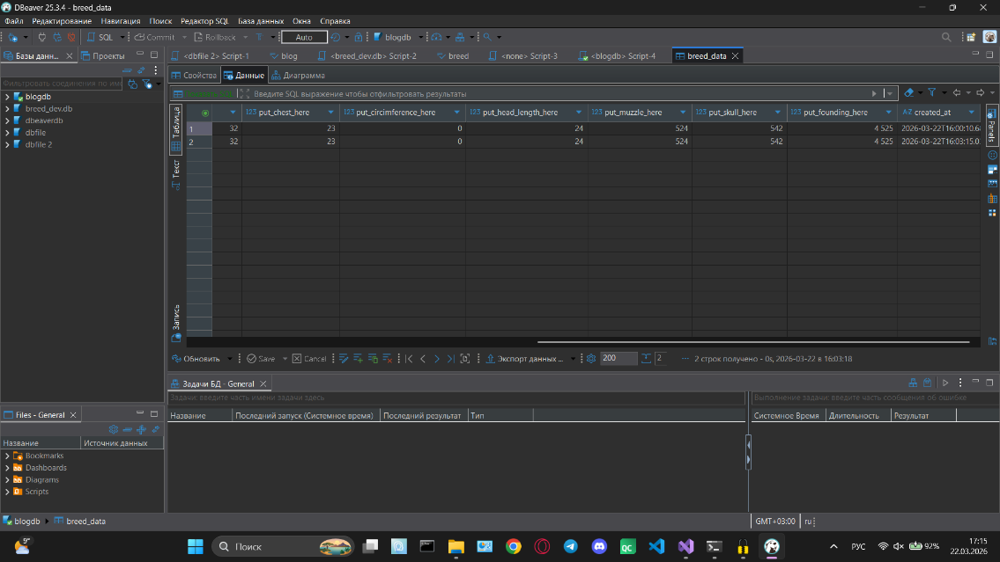 DBeaver 25.3.4 - breed_data
Файл Редактирование Навигация Поиск Редактор SQL База данных Окна Справка
SQL Commit Rollback Auto blogdb
Базы данн... Проекты
<dbfile 2> Script-1 blog <breed_dev.db> Script-2 breed <none> Script-3 <blogdb> Script-4 breed_data
Фильтровать соединения по име
blogdb
breed_dev.db
dbeaverdb
dbfile
dbfile 2
Свойства Данные Диаграмма
Введите SQL выражение чтобы отфильтровать результаты
Таблица
Текст
Запись
Panels
123 put_chest_here 123 put_circimference_here 123 put_head_length_here 123 put_muzzle_here 123 put_skull_here 123 put_founding_here AZ created_at
1 32 23 0 24 524 542 4 525 2026-03-22T16:00:10.6
2 32 23 0 24 524 542 4 525 2026-03-22T16:03:15.0
Обновить Save Cancel Экспорт данных ... 200 2 2 строк получено - 0s, 2026-03-22 в 16:03:18
Задачи БД - General
Задачи: введите часть имени задачи здесь
Название Последний запуск (Системное время) Последний результат Тип
Выполнение задачи: введите часть сообщения об ошибке
Системное Время Длительность Результат
Files - General
Название Источник данных
Bookmarks
Dashboards
Diagrams
Scripts
blogdb breed_data
GMT+03:00 ru
9°
Поиск
РУС 92% 17:15
22.03.2026